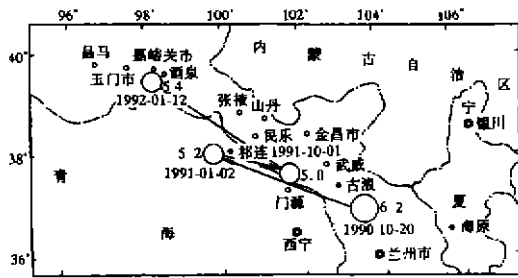 96° 98° 100° 102° 104° 106°
40°
38°
36°
昌马
嘉峪关市
玉门市
酒泉
5 4
1992-01-12
内 蒙 古 自 治 区
宁
银川
张掖
山丹
民乐
金昌市
5 2
祁连
1991-10-01
1991-01-02
武威
5.0
古浪
门源
青
6 2
1990 10-20
夏
海原
海
西宁
兰州市